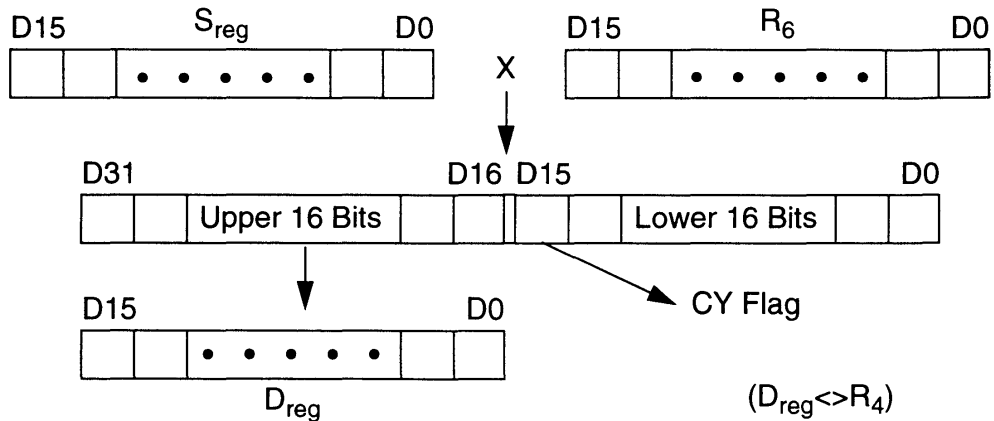 D15 Sreg D0 D15 R6 D0
X
D31 D16 D15 D0
Upper 16 Bits Lower 16 Bits
CY Flag
D15 D0
Dreg
(Dreg<>R4)